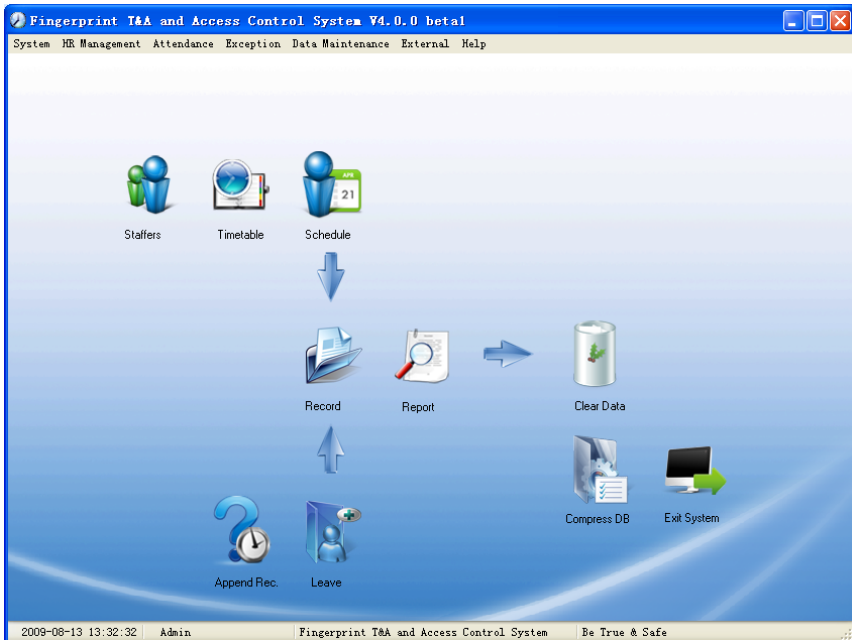 Fingerprint T&A and Access Control System V4.0.0 beta1
System HR Management Attendance Exception Data Maintenance External Help
APR
21
Staffers Timetable Schedule
Record Report Clear Data
Compress DB Exit System
Append Rec. Leave
2009-08-13 13:32:32 Admin Fingerprint T&A and Access Control System Be True & Safe